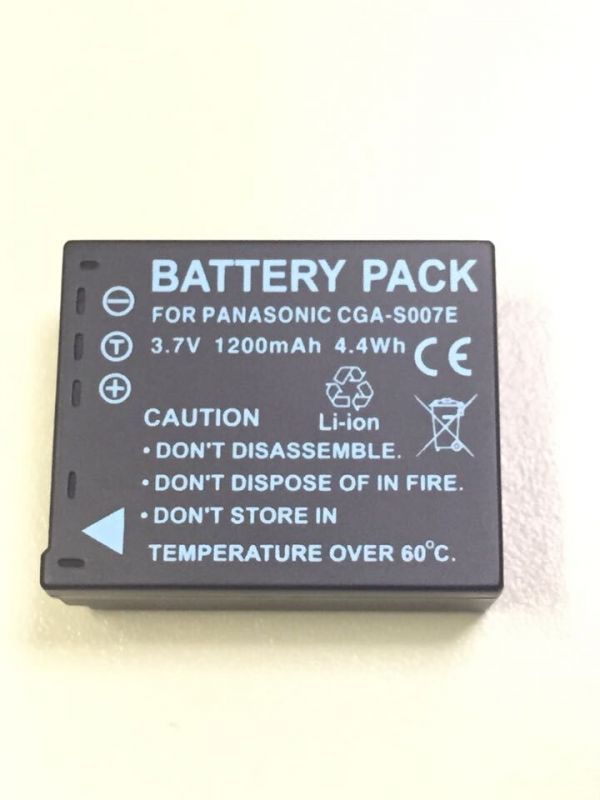 BATTERY PACK
FOR PANASONIC CGA-S007E
3.7V 1200mAh 4.4Wh CE
T
Li-ion
CAUTION
• DON'T DISASSEMBLE.
• DON'T DISPOSE OF IN FIRE.
• DON'T STORE IN
TEMPERATURE OVER 60°C.